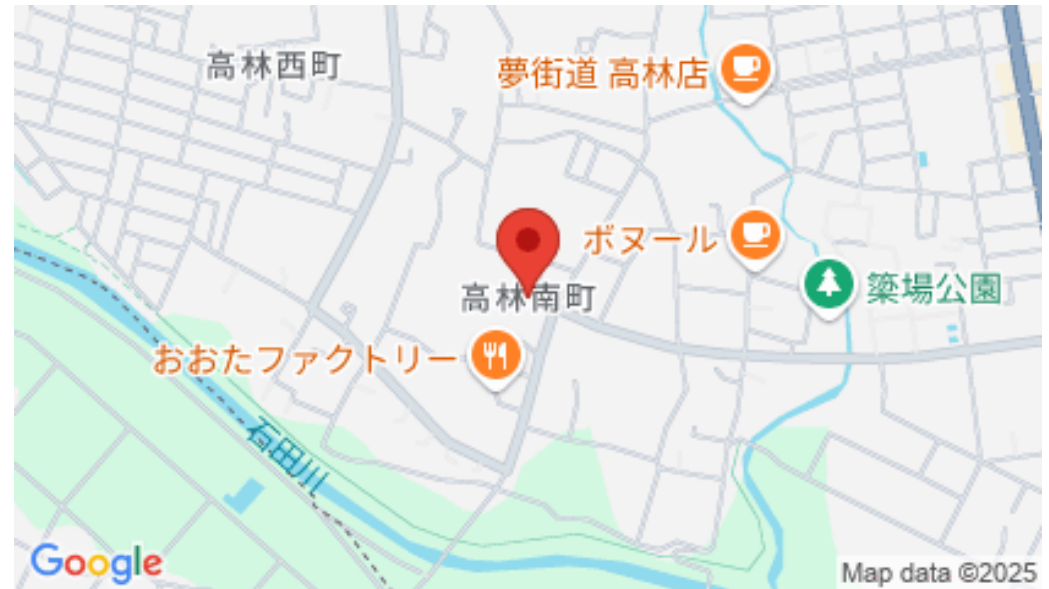 高林西町
夢街道 高林店
ボヌール
簗場公園
高林南町
おおたファクトリー
石田川
Google
Map data ©2025